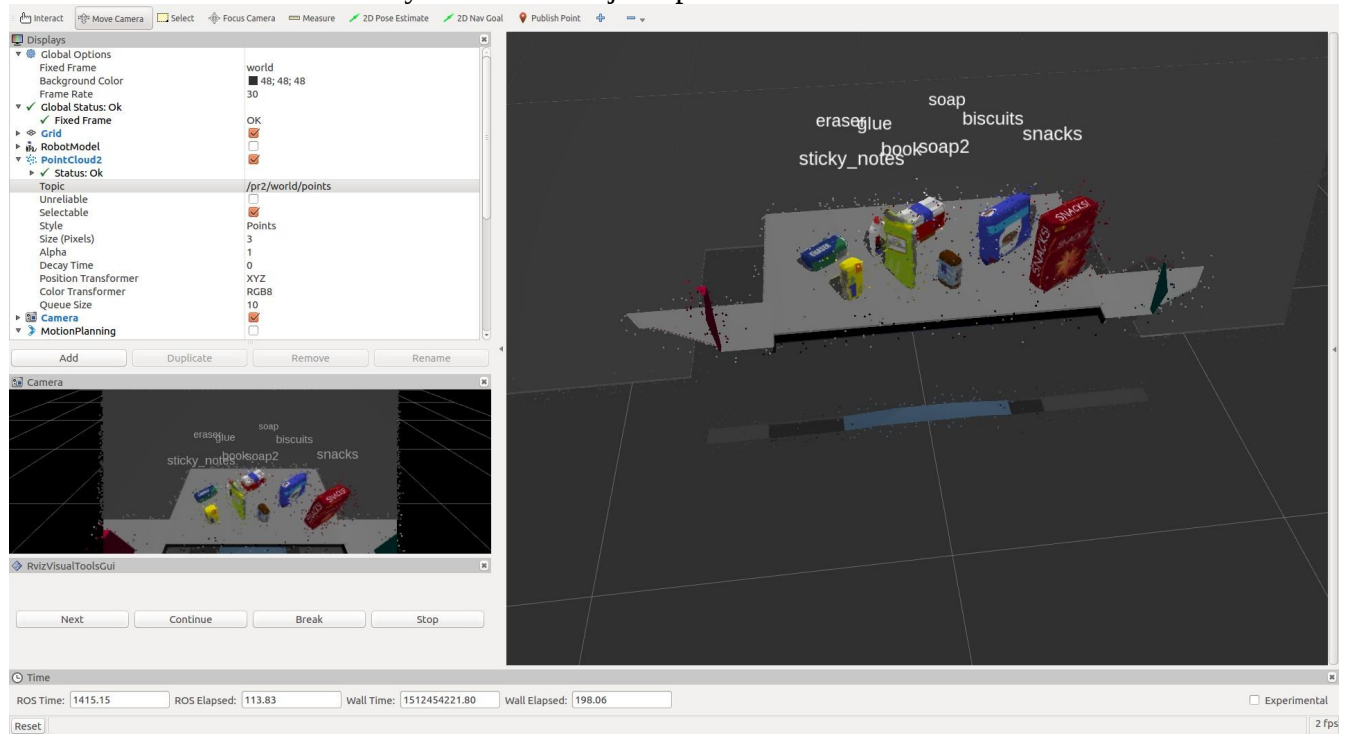 Interact Move Camera Select Focus Camera Measure 2D Pose Estimate 2D Nav Goal Publish Point
Displays
Global Options
Fixed Frame world
Background Color 48; 48; 48
Frame Rate 30
Global Status: Ok
Fixed Frame OK
Grid
RobotModel
PointCloud2
Status: Ok
Topic /pr2/world/points
Unreliable
Selectable
Style Points
Size (Pixels) 3
Alpha 1
Decay Time 0
Position Transformer XYZ
Color Transformer RGB8
Queue Size 10
Camera
MotionPlanning
Add Duplicate Remove Rename
Camera
soap
eraser glue biscuits
sticky_notes book soap2 snacks
SNACKS
RvizVisualToolsGui
Next Continue Break Stop
soap
eraser glue biscuits snacks
sticky_notes book soap2
SNACKS!
SNACKS!
Time
ROS Time: 1415.15 ROS Elapsed: 113.83 Wall Time: 1512454221.80 Wall Elapsed: 198.06 Experimental
Reset 2 fps